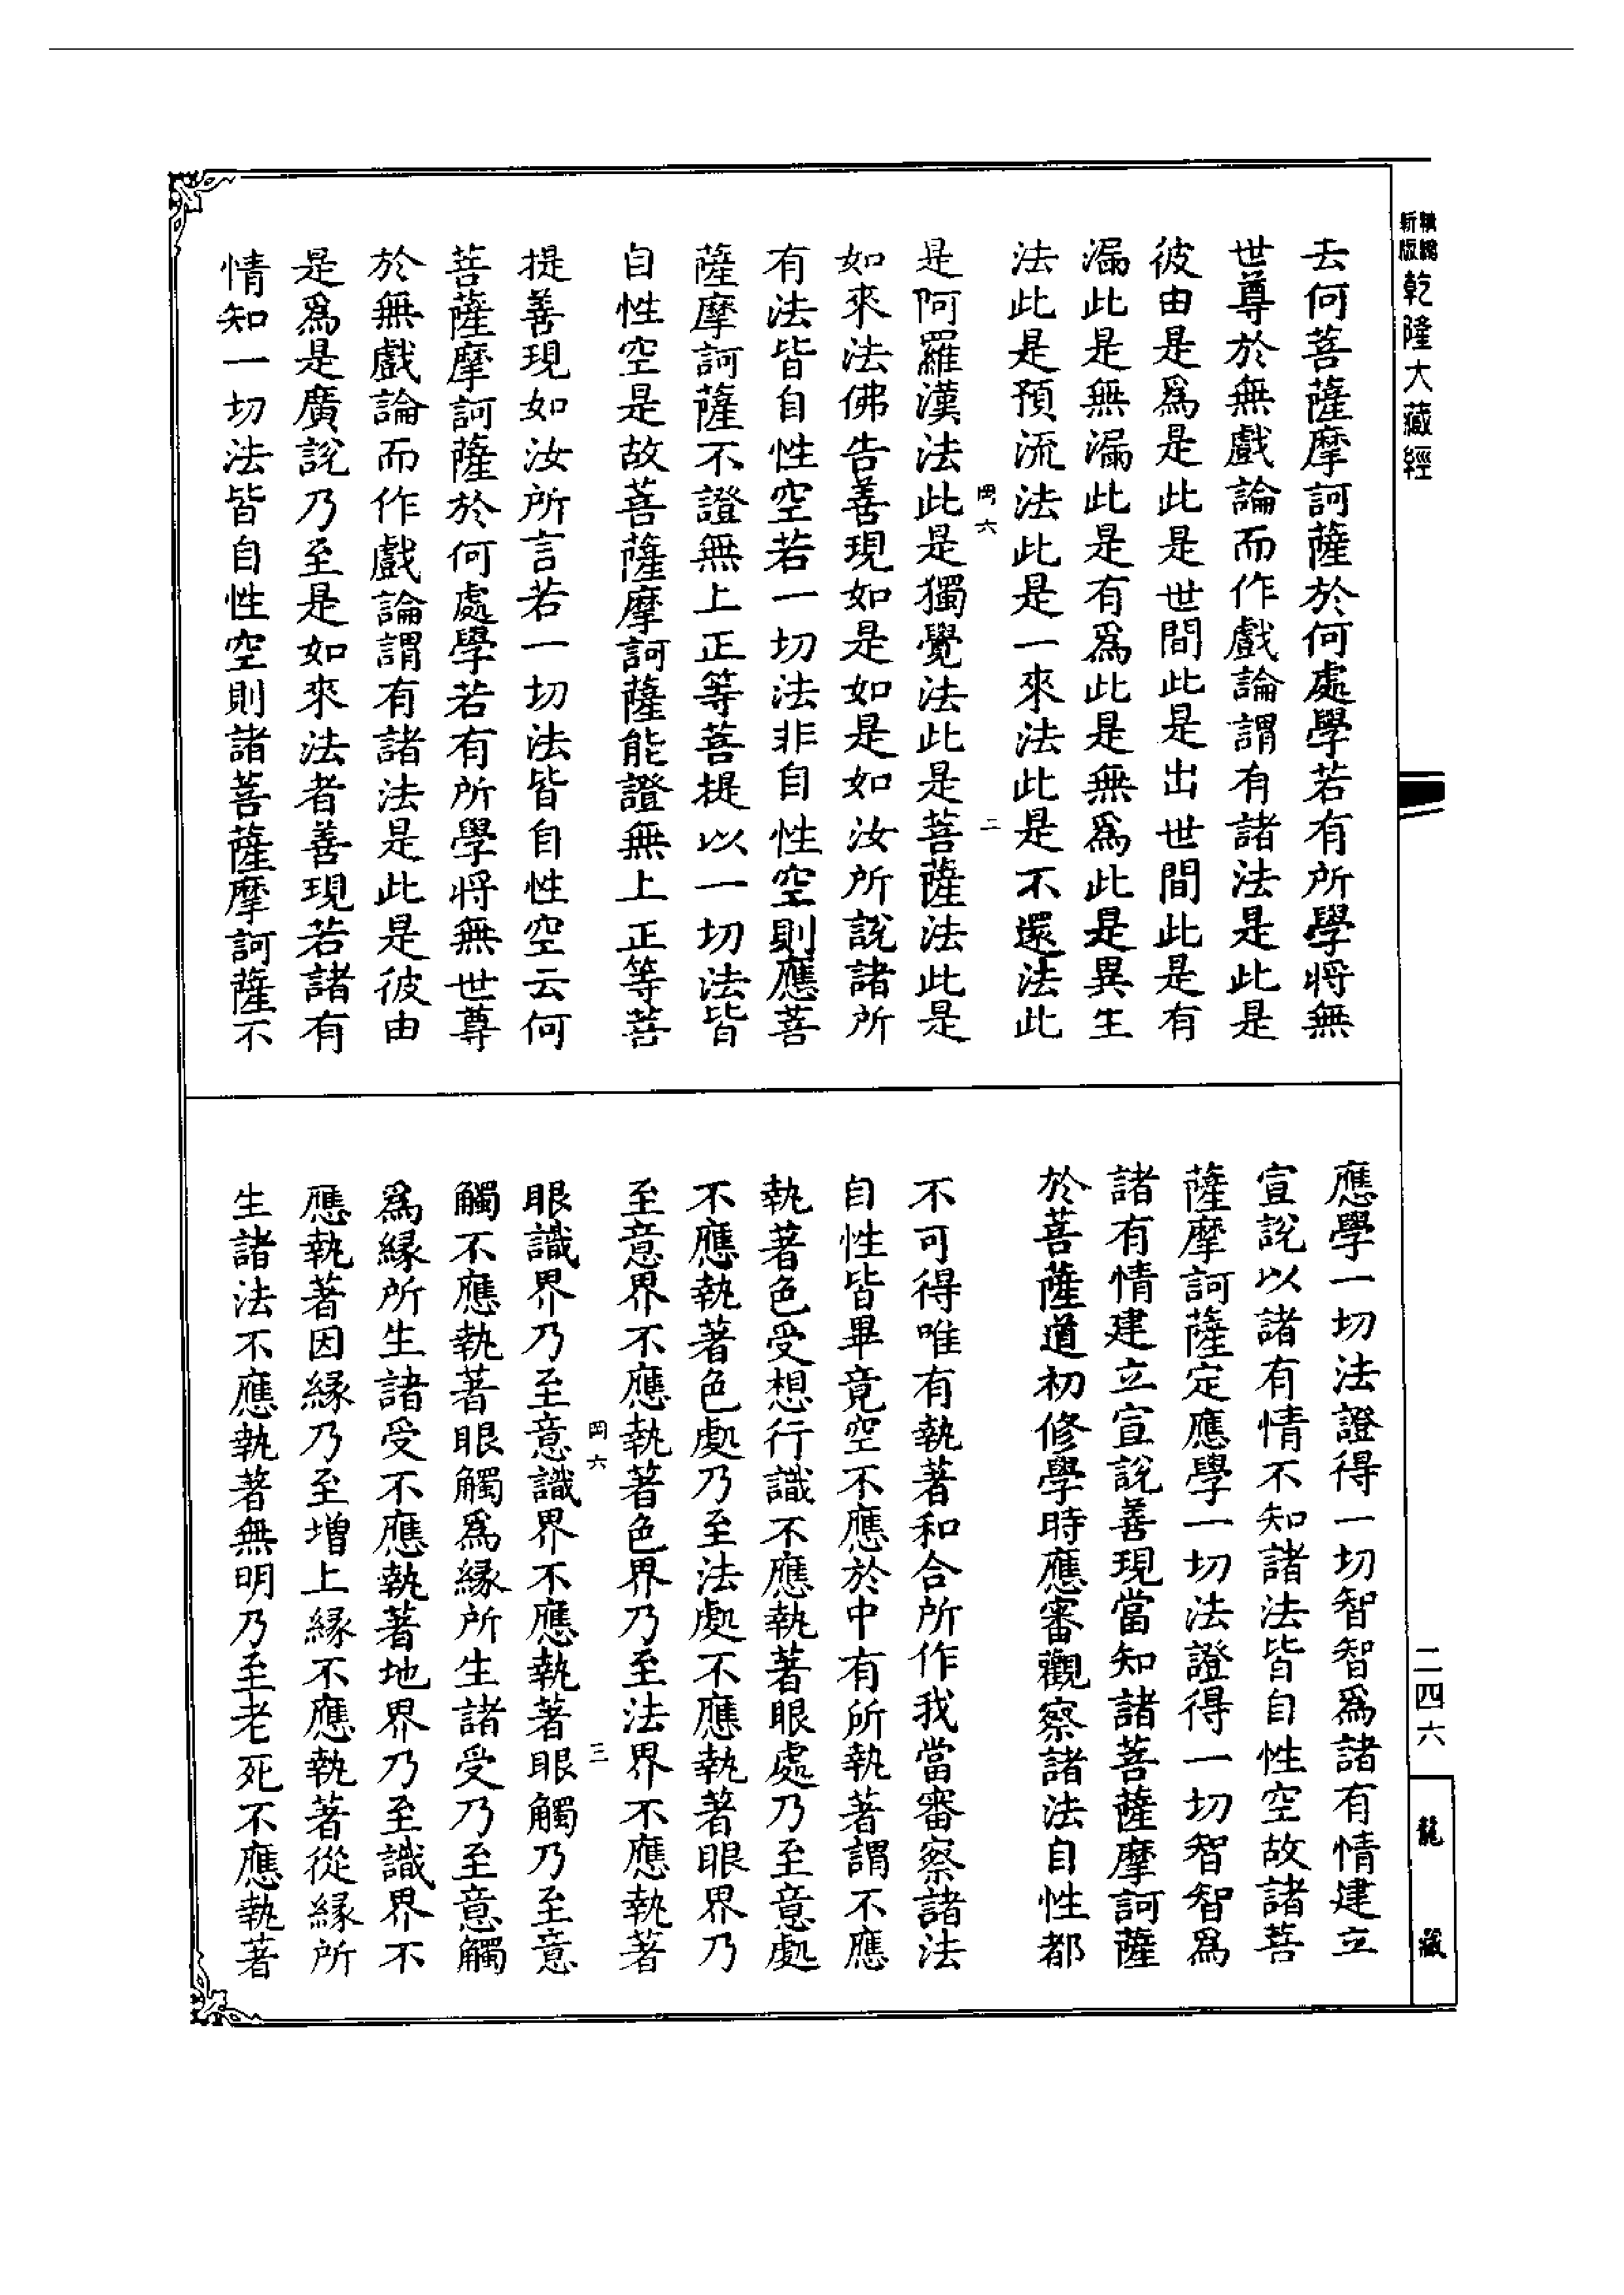 新版
精編
乾隆大藏經
去何菩薩摩訶薩於何處學若有所學將無
世尊於無戲論而作戲論謂有諸法是此是
彼由是爲是此是世間此是出世間此是有
漏此是無漏此是有爲此是無爲此是異生
法此是預流法此是一來法此是不還法此
岡六
二
是阿羅漢法此是獨覺法此是菩薩法此是
如來法佛告善現如是如是如汝所說諸所
有法皆自性空若一切法非自性空則應菩
薩摩訶薩不證無上正等菩提以一切法皆
自性空是故菩薩摩訶薩能證無上正等菩
提善現如汝所言若一切法皆自性空云何
菩薩摩訶薩於何處學若有所學將無世尊
於無戲論而作戲論謂有諸法是此是彼由
是爲是廣說乃至是如來法者善現若諸有
情知一切法皆自性空則諸菩薩摩訶薩不
應學一切法證得一切智智爲諸有情建立
宣說以諸有情不知諸法皆自性空故諸菩
薩摩訶薩定應學一切法證得一切智智爲
諸有情建立宣說善現當知諸菩薩摩訶薩
於菩薩道初修學時應審觀察諸法自性都
不可得唯有執著和合所作我當審察諸法
自性皆畢竟空不應於中有所執著謂不應
執著色受想行識不應執著眼處乃至意處
不應執著色處乃至法處不應執著眼界乃
至意界不應執著色界乃至法界不應執著
岡六
三
眼識界乃至意識界不應執著眼觸乃至意
觸不應執著眼觸爲緣所生諸受乃至意觸
爲緣所生諸受不應執著地界乃至識界不
應執著因緣乃至增上緣不應執著從緣所
生諸法不應執著無明乃至老死不應執著
二四六
龍藏